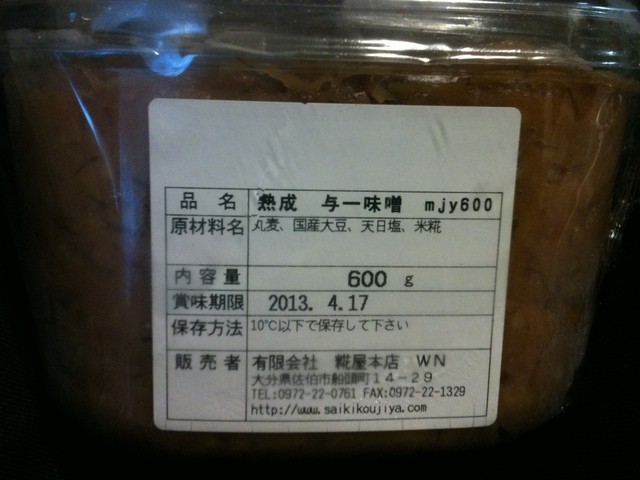 品名 熟成 与一味噌 mjy600
原材料名 丸麦、国産大豆、天日塩、米糀
内容量 600 g
賞味期限 2013. 4.17
保存方法 10℃以下で保存して下さい
販売者 有限会社 糀屋本店 WN
大分県佐伯市船頭町14-29
TEL:0972-22-0761 FAX:0972-22-1329
http://www.saikikoujiya.com